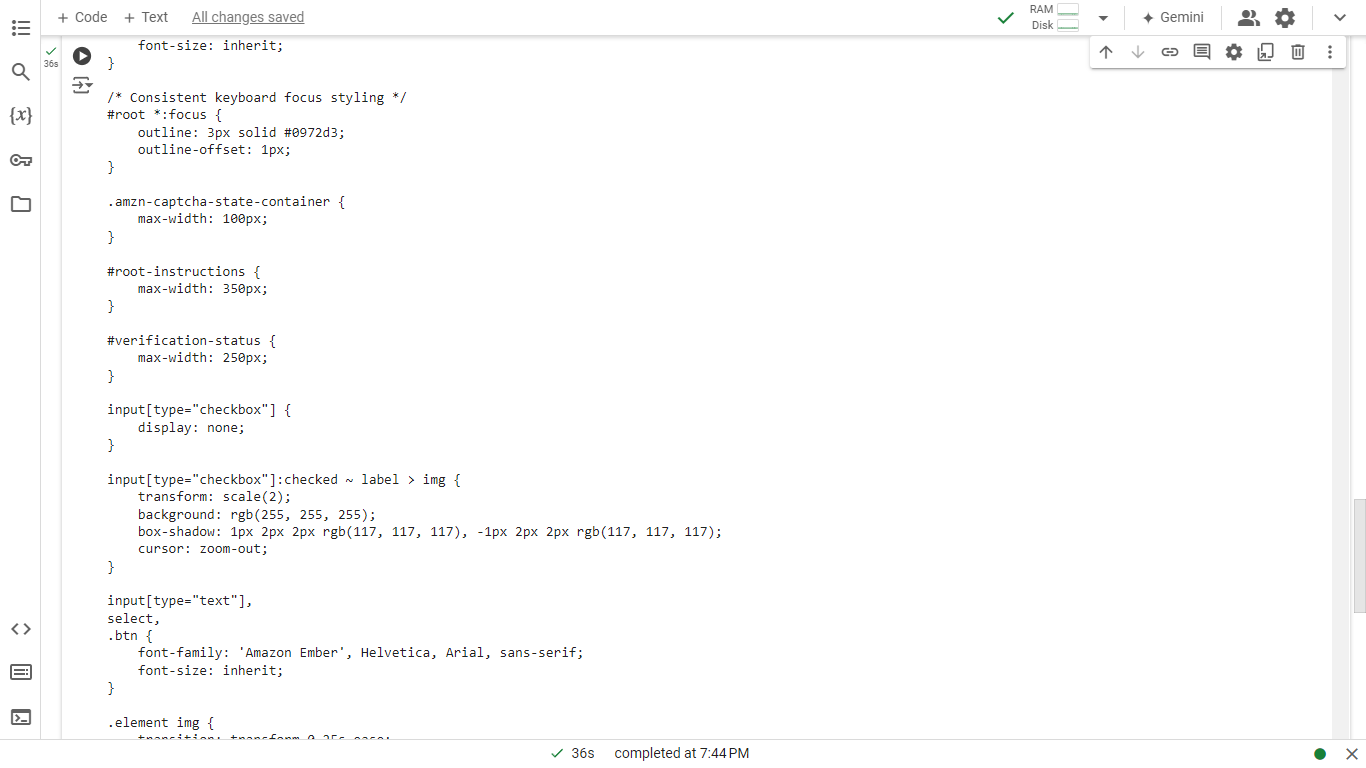 + Code + Text All changes saved
RAM
Disk
Gemini
36s
{x}
font-size: inherit;
}
/* Consistent keyboard focus styling */
#root *:focus {
outline: 3px solid #0972d3;
outline-offset: 1px;
}
.amzn-captcha-state-container {
max-width: 100px;
}
#root-instructions {
max-width: 350px;
}
#verification-status {
max-width: 250px;
}
input[type="checkbox"] {
display: none;
}
input[type="checkbox"]:checked ~ label > img {
transform: scale(2);
background: rgb(255, 255, 255);
box-shadow: 1px 2px 2px rgb(117, 117, 117), -1px 2px 2px rgb(117, 117, 117);
cursor: zoom-out;
}
input[type="text"],
select,
.btn {
font-family: 'Amazon Ember', Helvetica, Arial, sans-serif;
font-size: inherit;
}
.element img {
transition: transform 0.25s ease;
36s completed at 7:44 PM